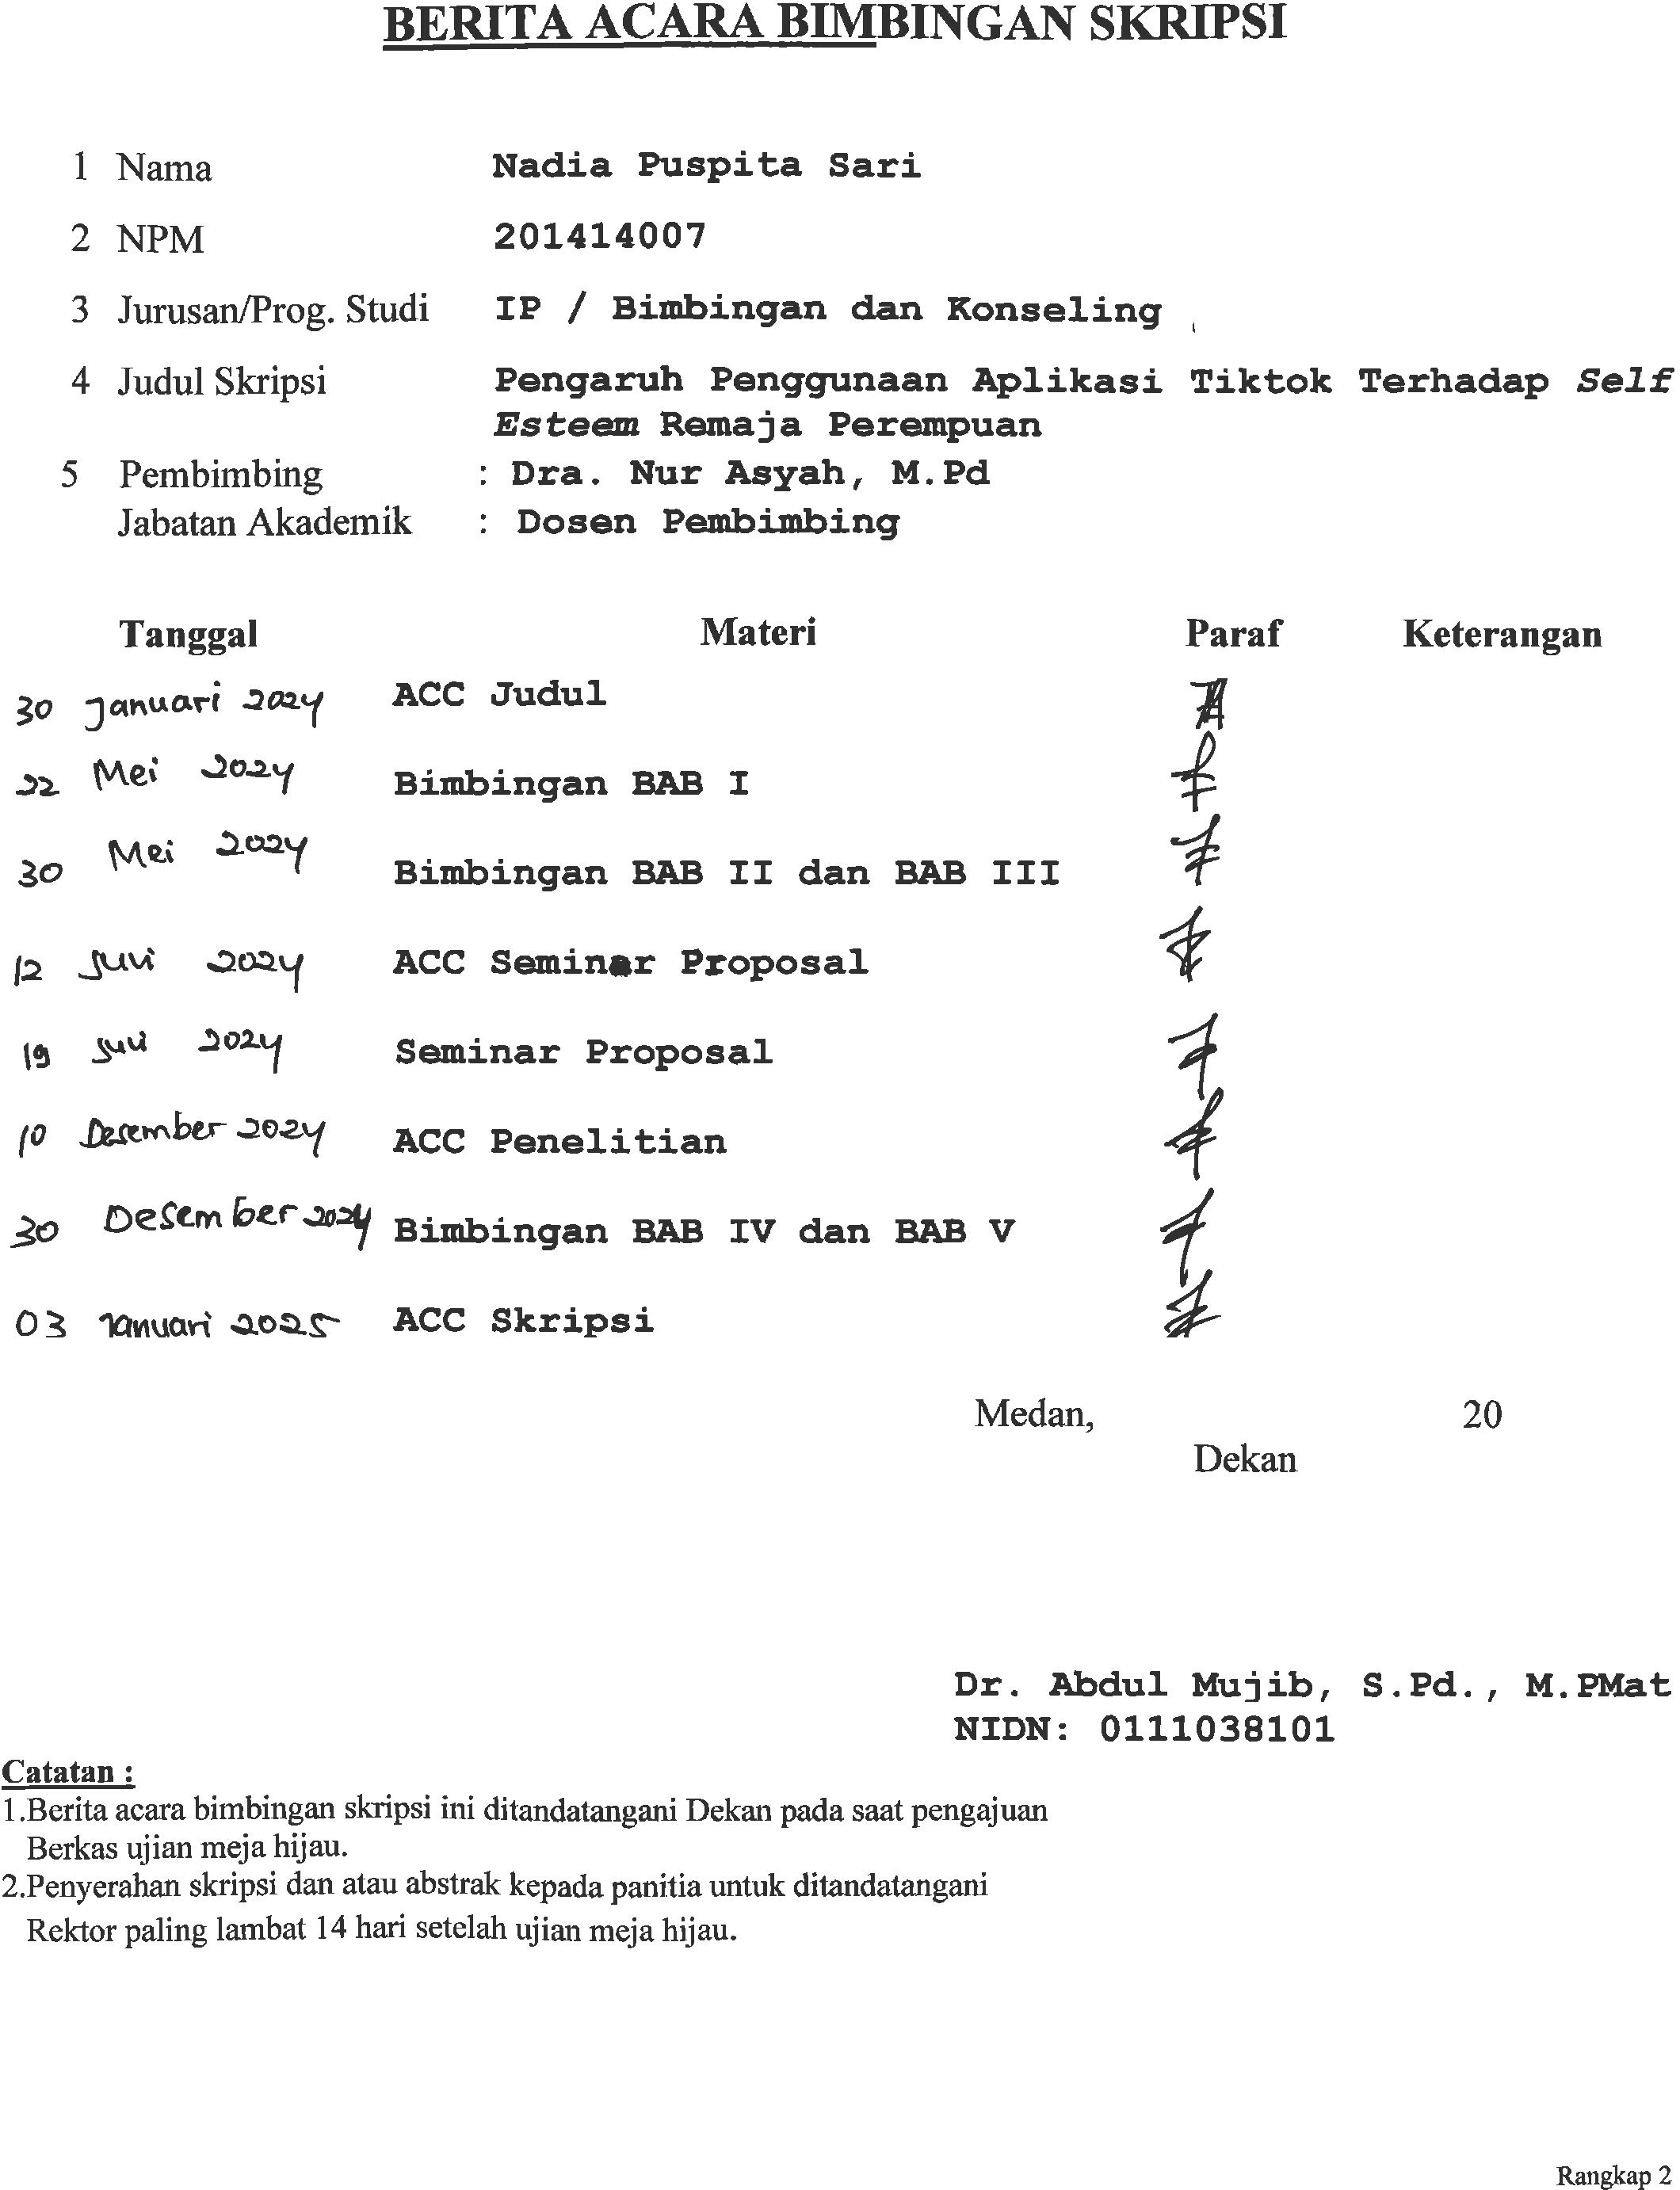 BERITA ACARA BIMBINGAN SKRIPSI
1 Nama Nadia Puspita Sari
2 NPM 201414007
3 Jurusan/Prog. Studi IP / Bimbingan dan Konseling
4 Judul Skripsi Pengaruh Penggunaan Aplikasi Tiktok Terhadap Self
Esteem Remaja Perempuan
5 Pembimbing : Dra. Nur Asyah, M.Pd
Jabatan Akademik : Dosen Pembimbing
Tanggal Materi Paraf Keterangan
30 Januari 2024 ACC Judul
22 Mei 2024 Bimbingan BAB I
30 Mei 2024 Bimbingan BAB II dan BAB III
12 2024 ACC Seminar Proposal
19 Juli 2024 Seminar Proposal
10 Desember 2024 ACC Penelitian
30 Desember 2024 Bimbingan BAB IV dan BAB V
03 Januari 2025 ACC Skripsi
Medan, 20
Dekan
Dr. Abdul Mujib, S.Pd., M.PMat
NIDN: 0111038101
Catatan :
1.Berita acara bimbingan skripsi ini ditandatangani Dekan pada saat pengajuan
Berkas ujian meja hijau.
2.Penyerahan skripsi dan atau abstrak kepada panitia untuk ditandatangani
Rektor paling lambat 14 hari setelah ujian meja hijau.
Rangkap 2